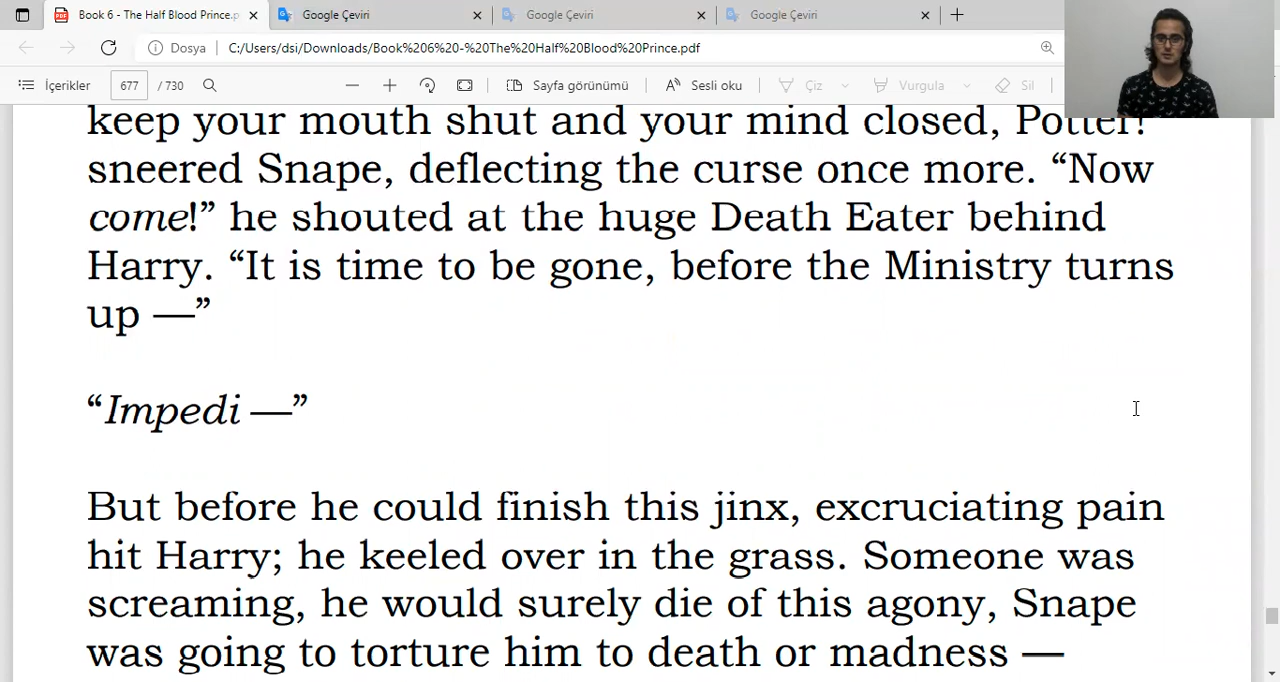 Book 6 - The Half Blood Prince.p
Google Çeviri
Google Çeviri
Google Çeviri
Dosya
C:/Users/dsi/Downloads/Book%206%20-%20The%20Half%20Blood%20Prince.pdf
İçerikler
677
/ 730
Sayfa görünümü
Sesli oku
Çiz
Vurgula
Sil
keep your mouth shut and your mind closed, Potter!”
sneered Snape, deflecting the curse once more. “Now
come!” he shouted at the huge Death Eater behind
Harry. “It is time to be gone, before the Ministry turns
up —”
“Impedi —”
But before he could finish this jinx, excruciating pain
hit Harry; he keeled over in the grass. Someone was
screaming, he would surely die of this agony, Snape
was going to torture him to death or madness —